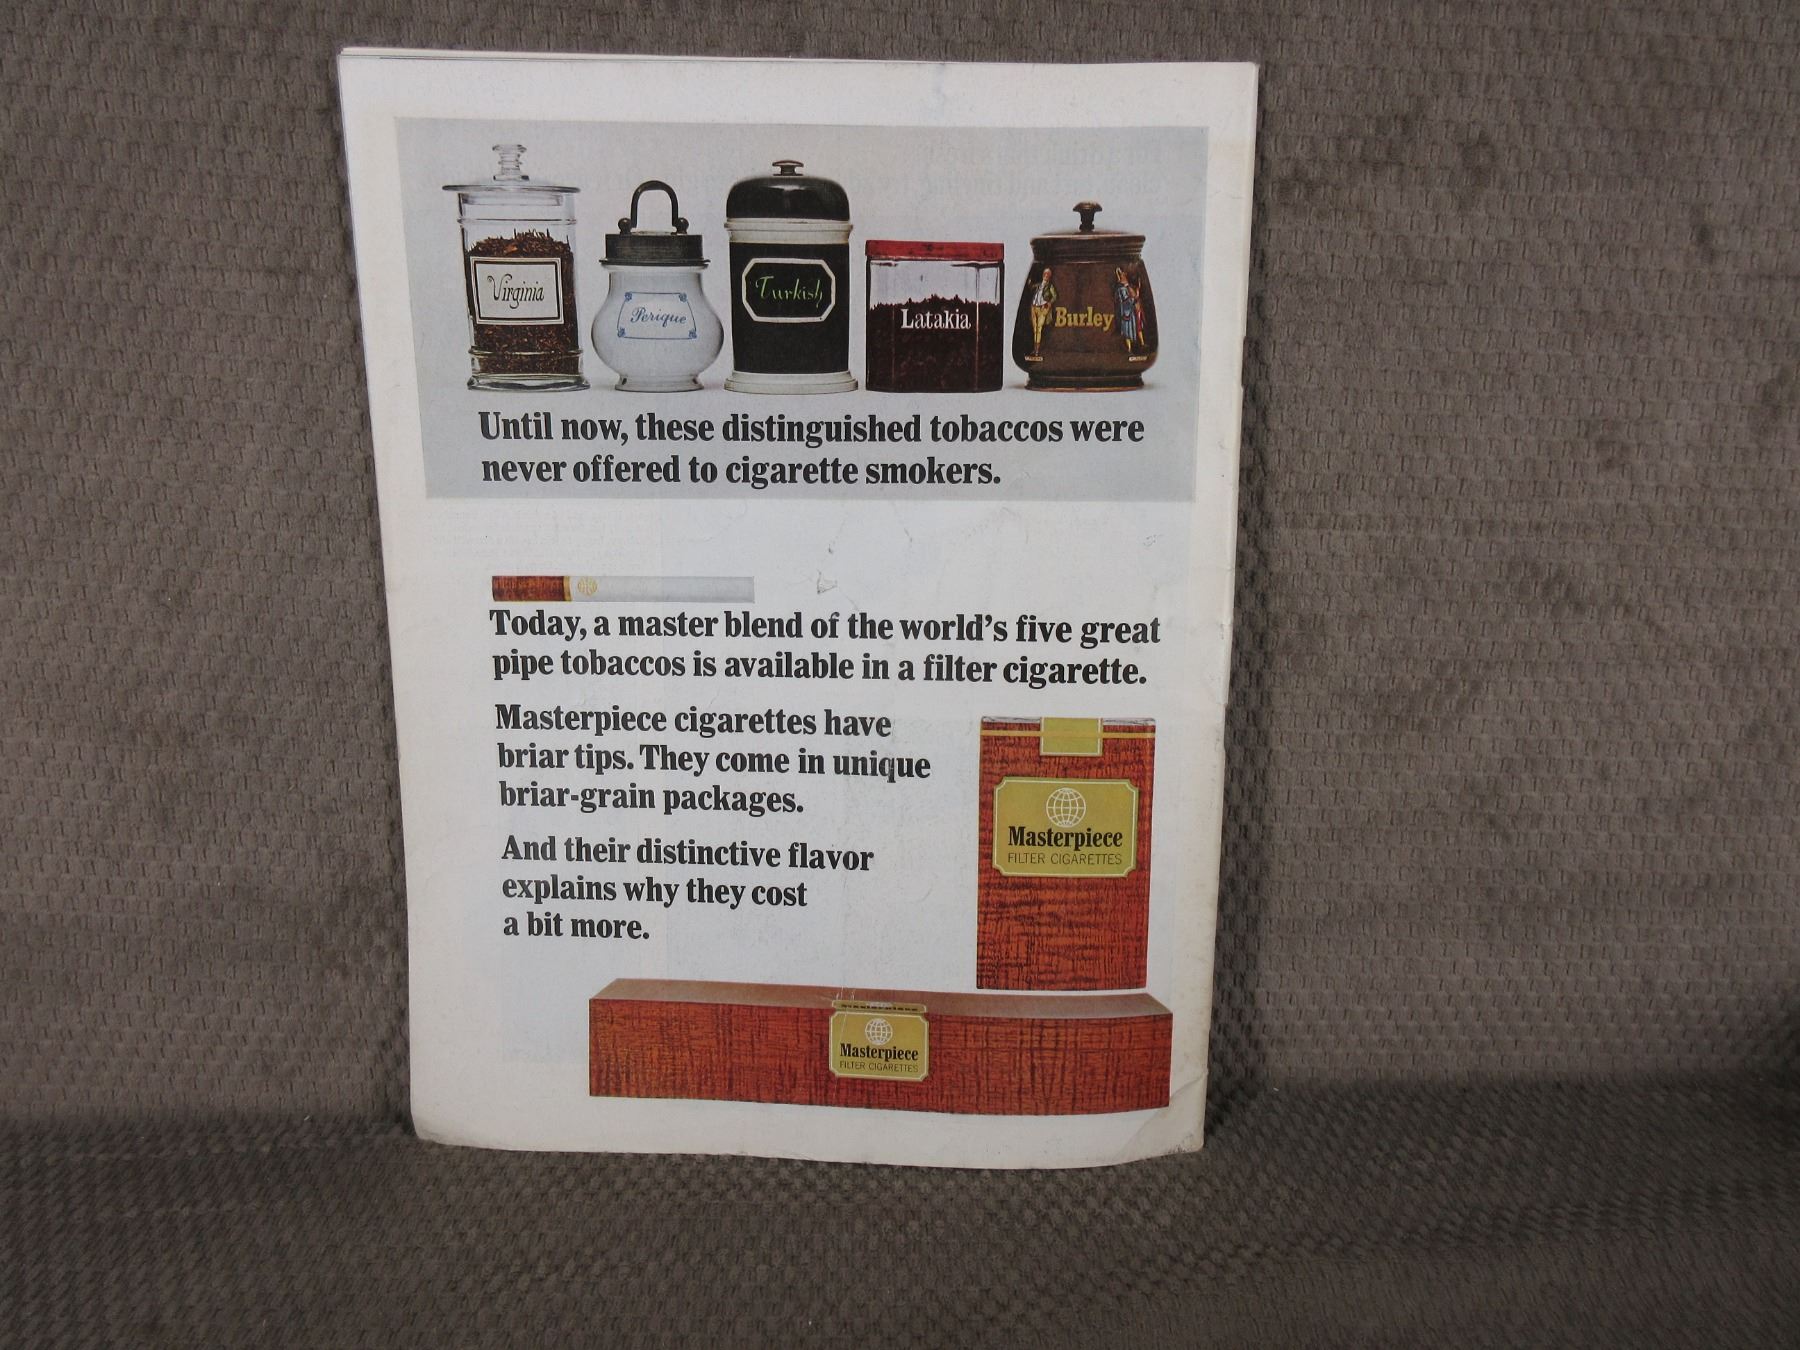 Virginia
Perique
Turkish
Latakia
Burley
Until now, these distinguished tobaccos were
never offered to cigarette smokers.
Today, a master blend of the world's five great
pipe tobaccos is available in a filter cigarette.
Masterpiece cigarettes have
briar tips. They come in unique
briar-grain packages.
And their distinctive flavor
explains why they cost
a bit more.
Masterpiece
FILTER CIGARETTES
Masterpiece
FILTER CIGARETTES